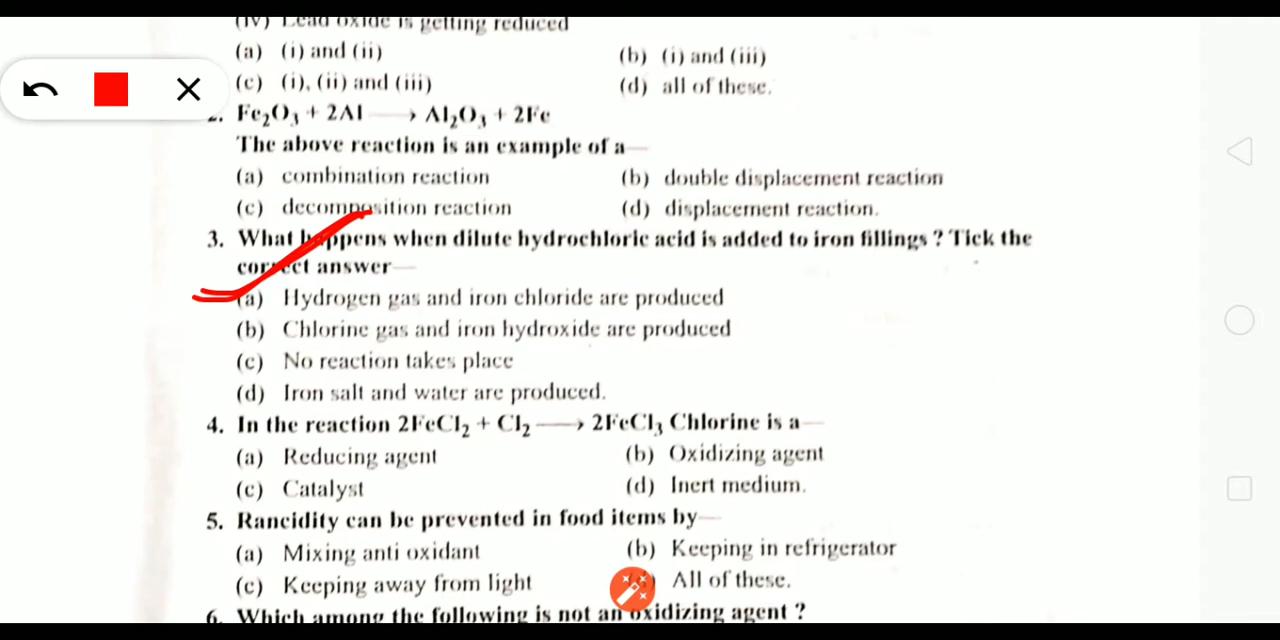 (iv) Lead oxide is getting reduced
(a) (i) and (ii) (b) (i) and (iii)
(c) (i), (ii) and (iii) (d) all of these.
2. Fe₂O₃ + 2Al ⟶ Al₂O₃ + 2Fe
The above reaction is an example of a—
(a) combination reaction (b) double displacement reaction
(c) decomposition reaction (d) displacement reaction.
3. What happens when dilute hydrochloric acid is added to iron fillings ? Tick the
correct answer—
(a) Hydrogen gas and iron chloride are produced
(b) Chlorine gas and iron hydroxide are produced
(c) No reaction takes place
(d) Iron salt and water are produced.
4. In the reaction 2FeCl₂ + Cl₂ ⟶ 2FeCl₃ Chlorine is a—
(a) Reducing agent (b) Oxidizing agent
(c) Catalyst (d) Inert medium.
5. Rancidity can be prevented in food items by—
(a) Mixing anti oxidant (b) Keeping in refrigerator
(c) Keeping away from light All of these.
6. Which among the following is not an oxidizing agent ?